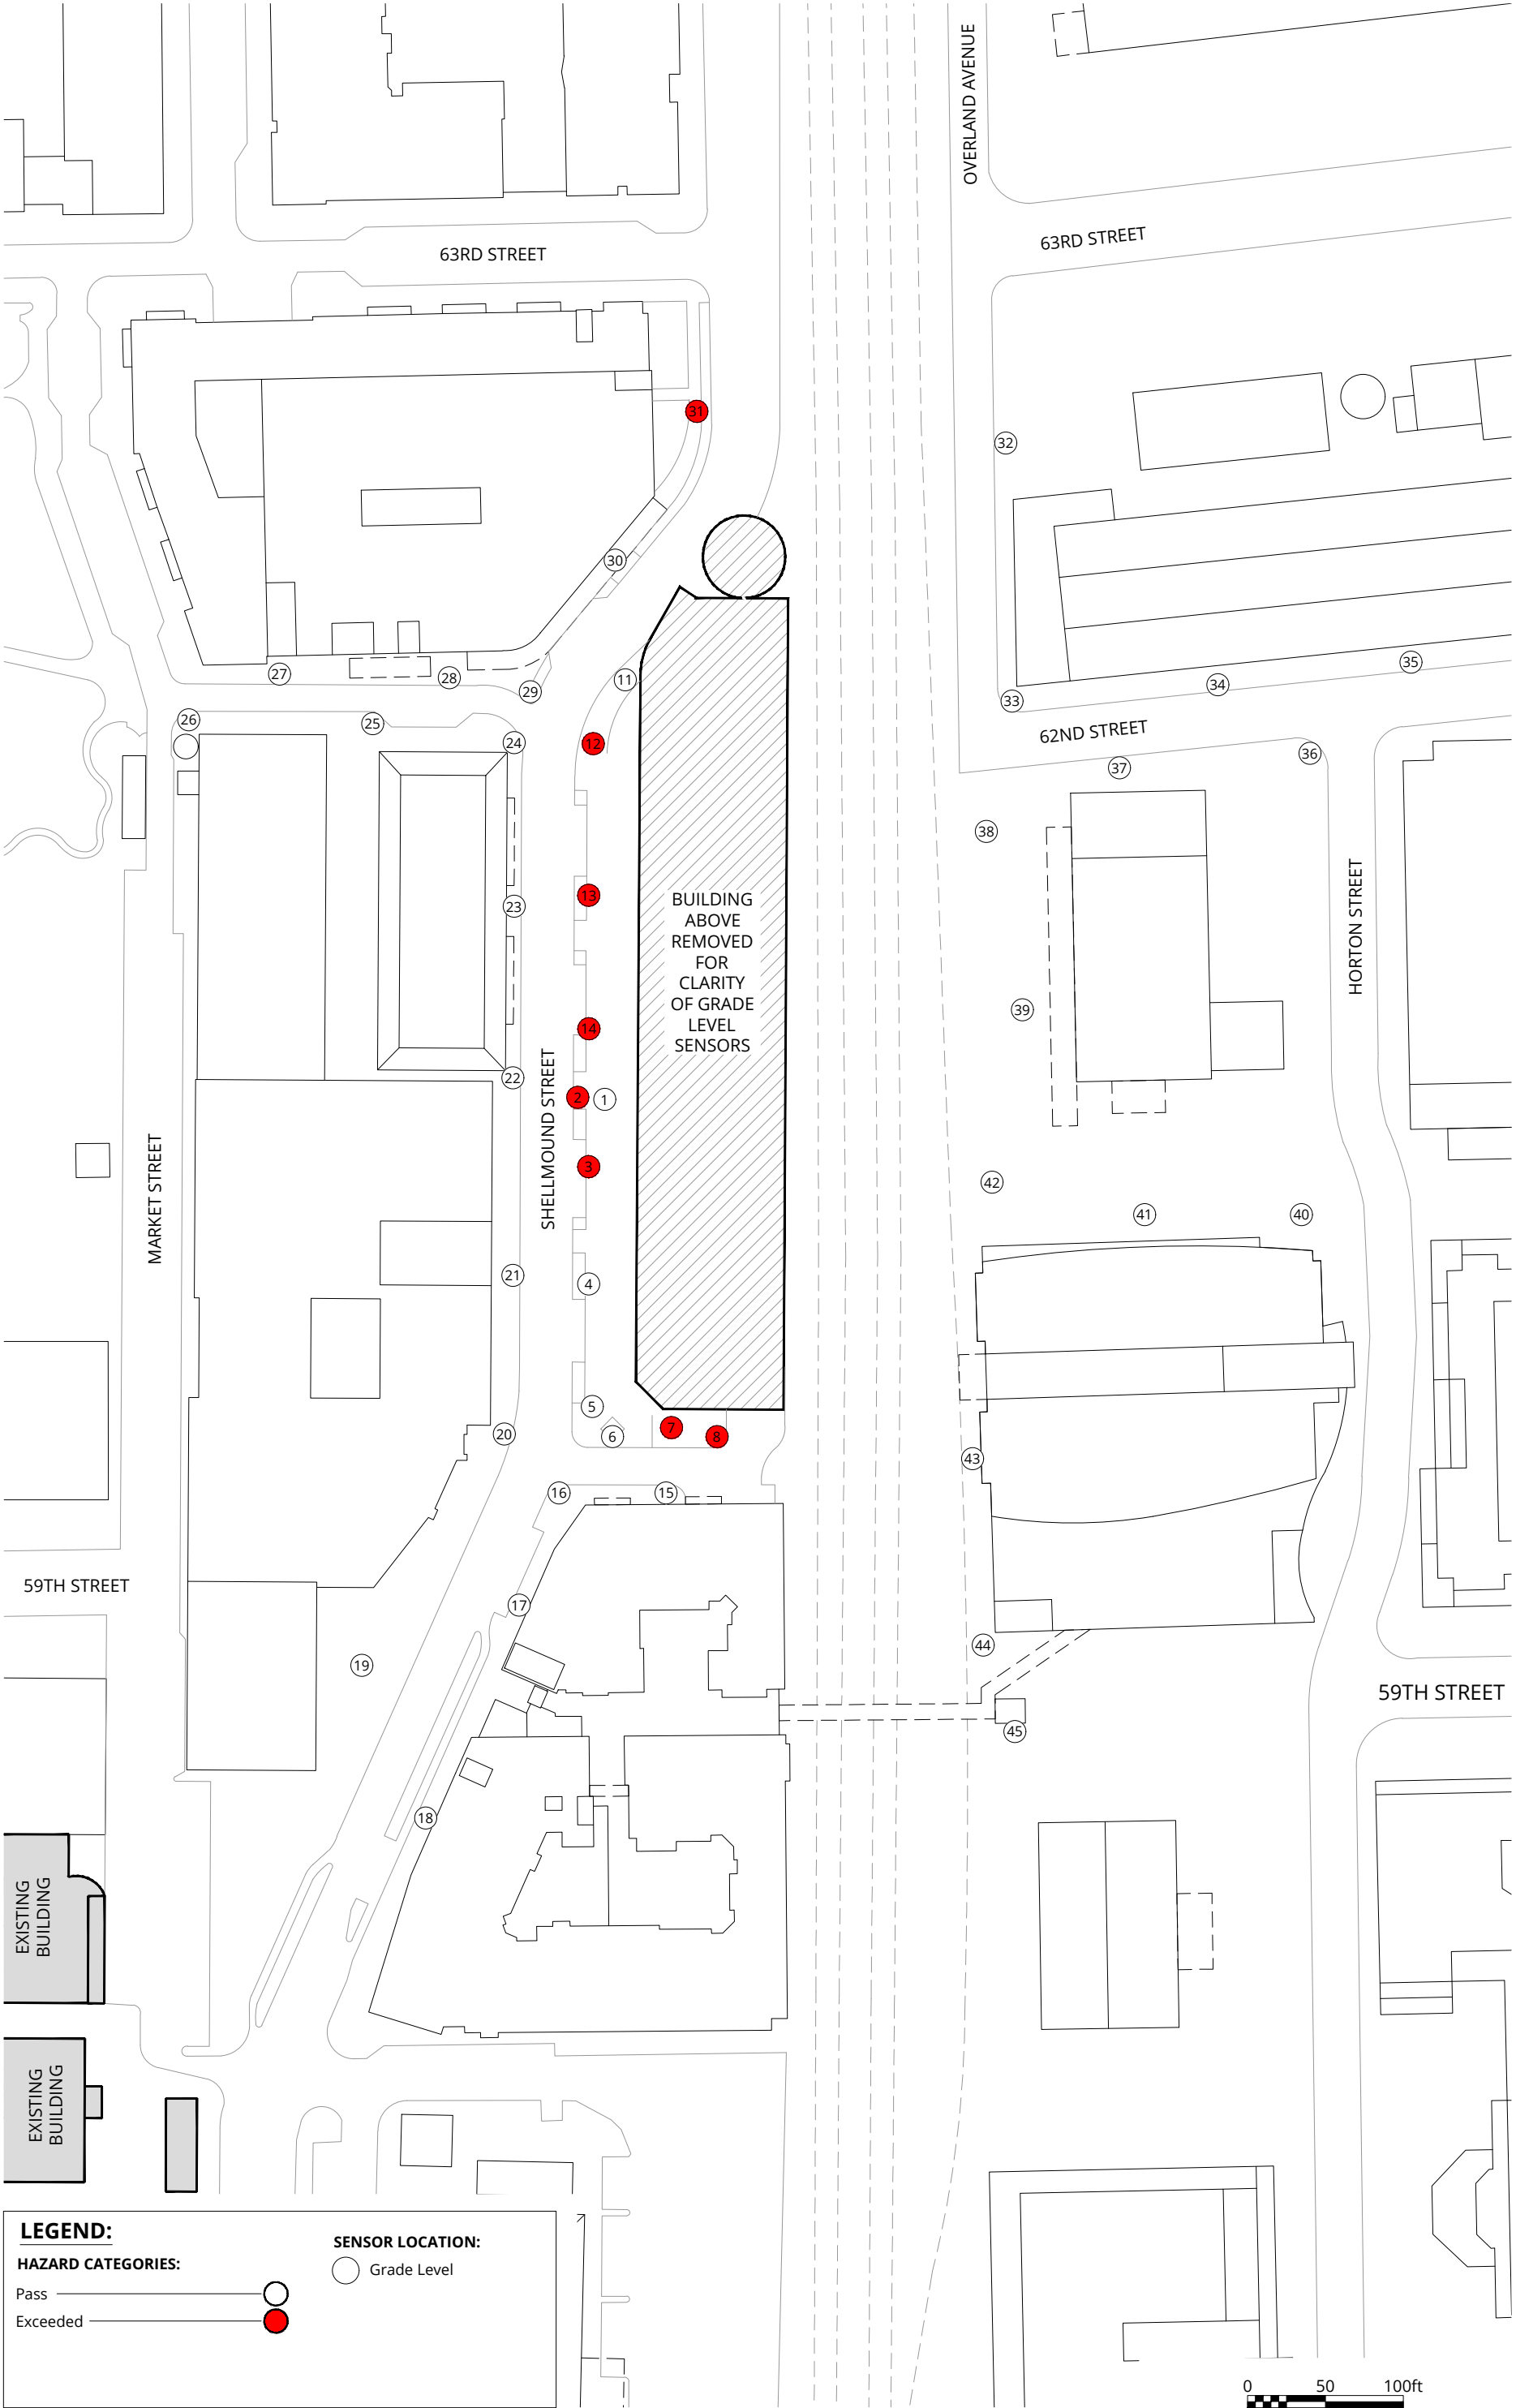 OVERLAND AVENUE
63RD STREET
63RD STREET
31
32
30
35
11
27
28
34
29
33
26
25
24
12
62ND STREET
36
37
38
13
23
BUILDING
ABOVE
REMOVED
FOR
CLARITY
OF GRADE
LEVEL
SENSORS
HORTON STREET
39
14
22
2
1
SHELLMOUND STREET
MARKET STREET
3
42
41
40
21
4
5
20
6
7
8
43
16
15
59TH STREET
17
44
19
59TH STREET
45
18
EXISTING
BUILDING
EXISTING
BUILDING
LEGEND:
HAZARD CATEGORIES:
Pass
Exceeded
SENSOR LOCATION:
Grade Level
0 50 100ft